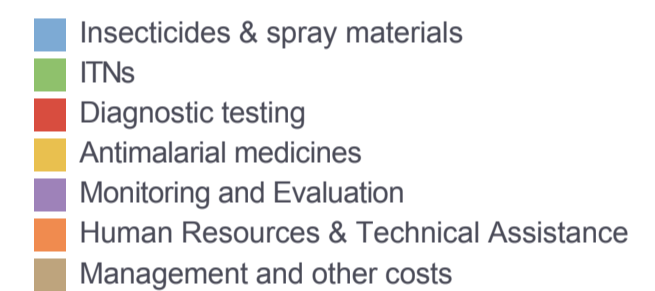 Insecticides & spray materials
ITNs
Diagnostic testing
Antimalarial medicines
Monitoring and Evaluation
Human Resources & Technical Assistance
Management and other costs